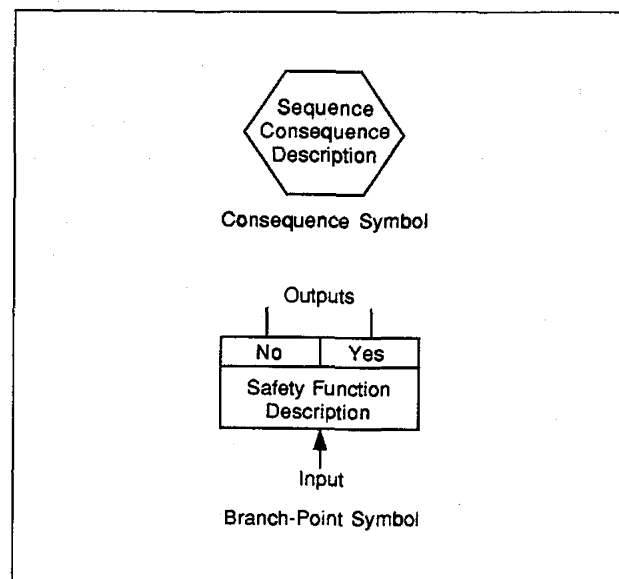 Sequence
Consequence
Description
Consequence Symbol
Outputs
No Yes
Safety Function
Description
Input
Branch-Point Symbol